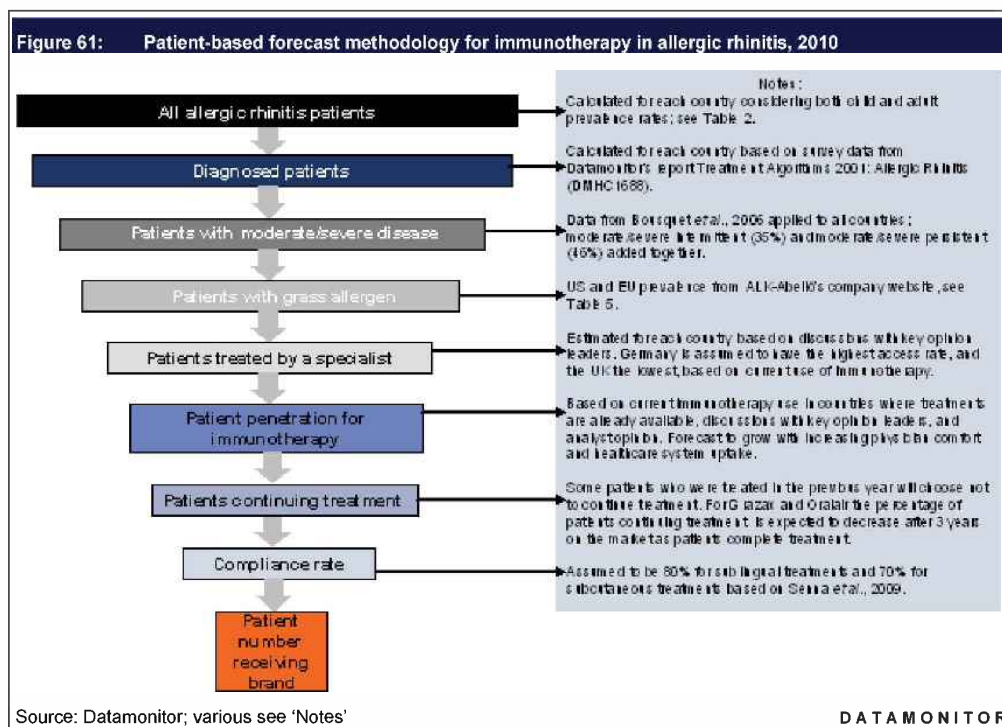 Figure 61: Patient-based forecast methodology for immunotherapy in allergic rhinitis, 2010
All allergic rhinitis patients
Diagnosed patients
Patients with moderate/severe disease
Patients with grass allergen
Patients treated by a specialist
Patient penetration for
immunotherapy
Patients continuing treatment
Compliance rate
Patient
number
receiving
brand
Notes:
Calculated for each country considering both child and adult
prevalence rates; see Table 2.
Calculated for each country based on survey data from
Datamonitor's report Treatment Algorithms 2001: Allergic Rhinitis
(DMHC1688).
Data from Bousquet et al., 2006 applied to all countries;
moderate/severe intermittent (35%) and moderate/severe persistent
(46%) added together.
US and EU prevalence from ALK-Abelló's company website, see
Table 5.
Estimated for each country based on discussions with key opinion
leaders. Germany is assumed to have the highest access rate, and
the UK the lowest, based on current use of immunotherapy.
Based on current immunotherapy use in countries where treatments
are already available, discussions with key opinion leaders, and
analyst opinion. Forecast to grow with increasing physician comfort
and healthcare system uptake.
Some patients who were treated in the previous year will choose not
to continue treatment. For Grazax and Oralair the percentage of
patients continuing treatment is expected to decrease after 3 years
on the market as patients complete treatment.
Assumed to be 80% for sublingual treatments and 70% for
subcutaneous treatments based on Senna et al., 2009.
Source: Datamonitor; various see 'Notes'
DATAMONITOR